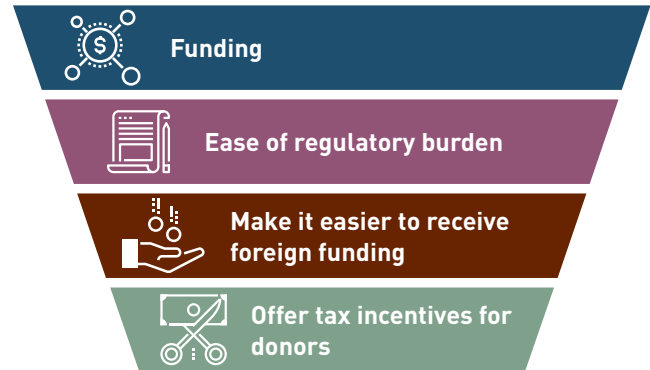 $
Funding
Ease of regulatory burden
Make it easier to receive
foreign funding
Offer tax incentives for
donors